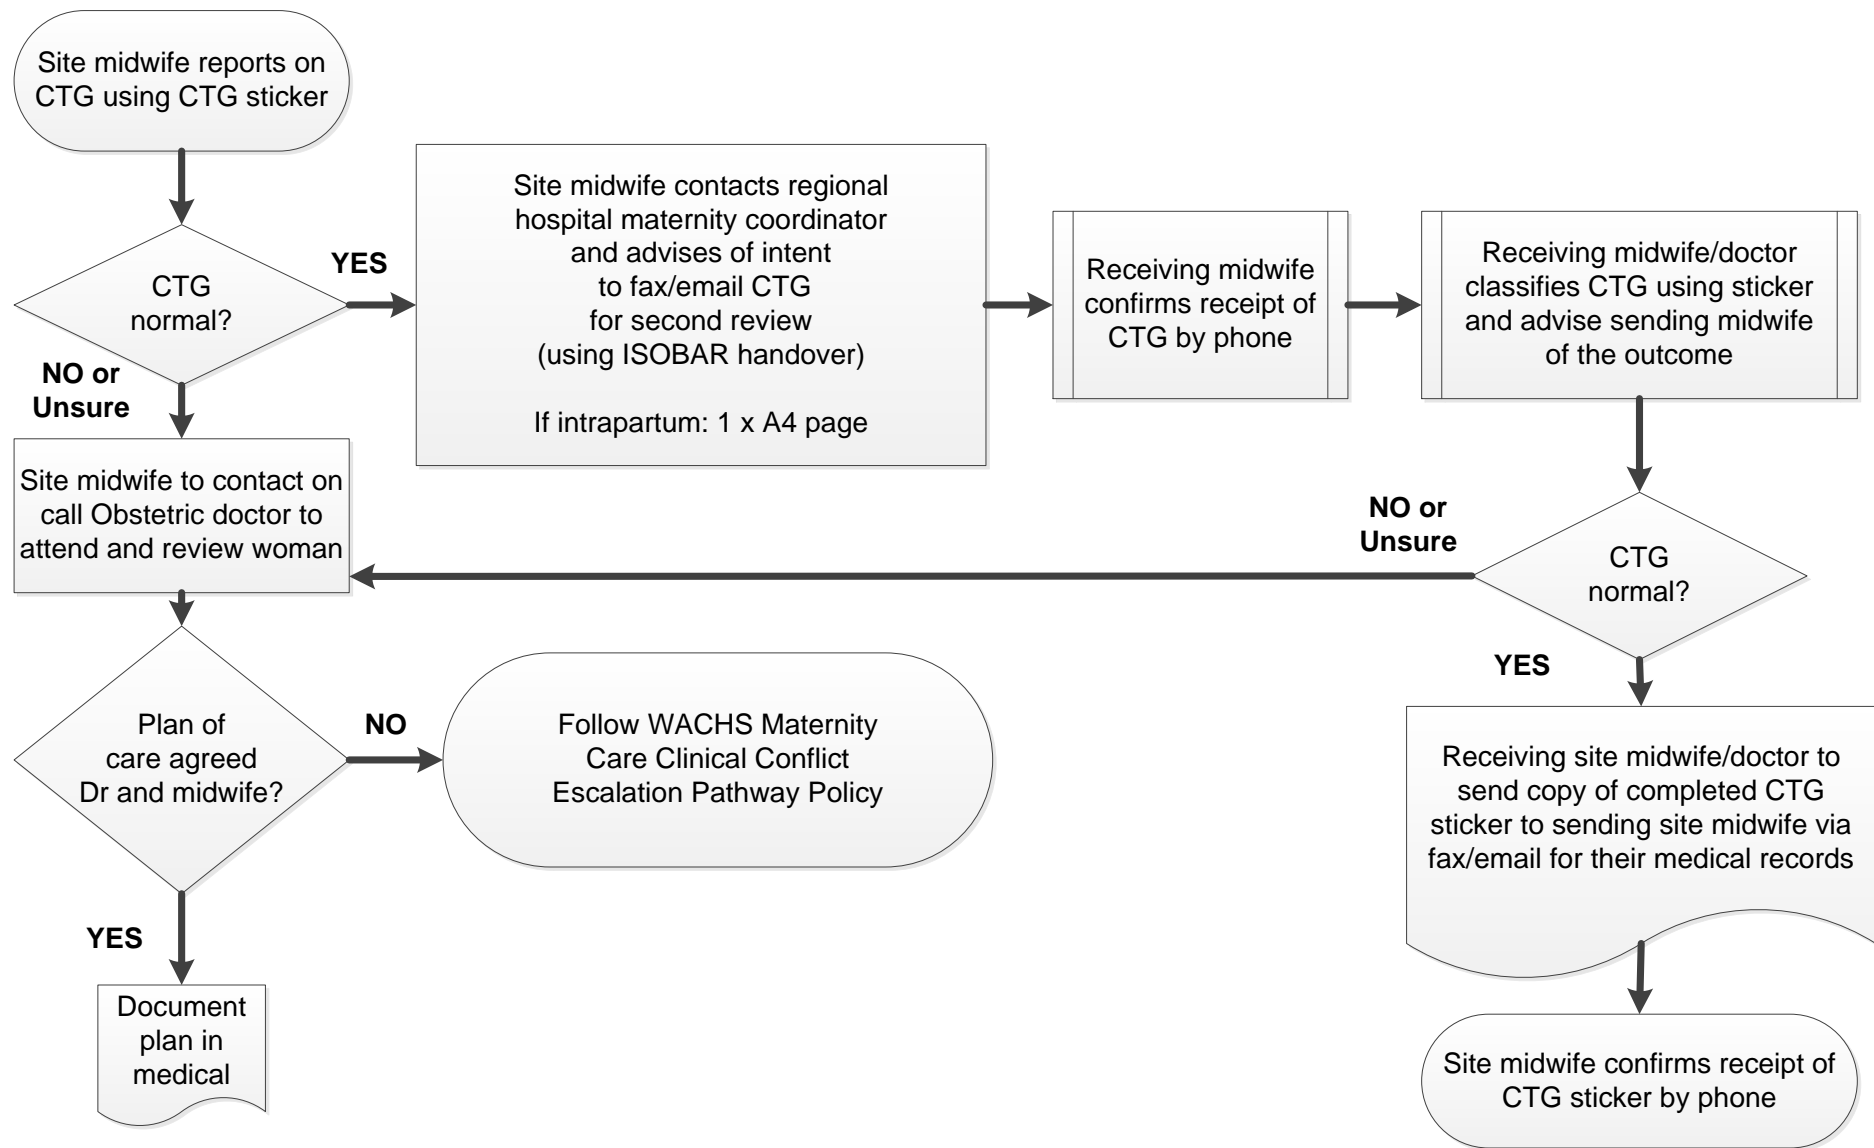 Site midwife reports on
CTG using CTG sticker
CTG
normal?
YES
NO or
Unsure
Site midwife contacts regional
hospital maternity coordinator
and advises of intent
to fax/email CTG
for second review
(using ISOBAR handover)
If intrapartum: 1 x A4 page
Receiving midwife
confirms receipt of
CTG by phone
Receiving midwife/doctor
classifies CTG using sticker
and advise sending midwife
of the outcome
Site midwife to contact on
call Obstetric doctor to
attend and review woman
NO or
Unsure
CTG
normal?
YES
Plan of
care agreed
Dr and midwife?
NO
Follow WACHS Maternity
Care Clinical Conflict
Escalation Pathway Policy
Receiving site midwife/doctor to
send copy of completed CTG
sticker to sending site midwife via
fax/email for their medical records
YES
Document
plan in
medical
Site midwife confirms receipt of
CTG sticker by phone